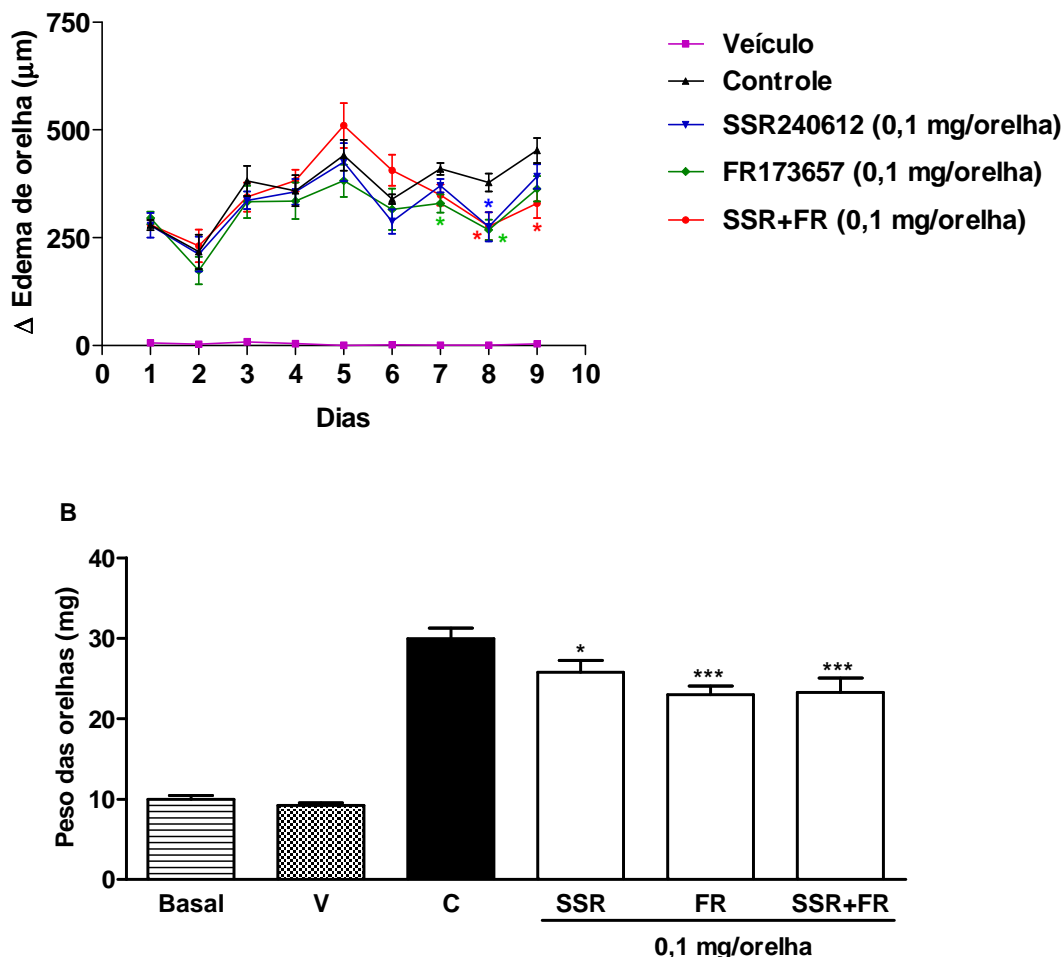 750
500
250
0
Δ Edema de orelha (μm)
0 1 2 3 4 5 6 7 8 9 10
Dias
Veículo
Controle
SSR240612 (0,1 mg/orelha)
FR173657 (0,1 mg/orelha)
SSR+FR (0,1 mg/orelha)
* * * * *
B
40
30
20
10
0
Peso das orelhas (mg)
* *** ***
Basal V C SSR FR SSR+FR
0,1 mg/orelha